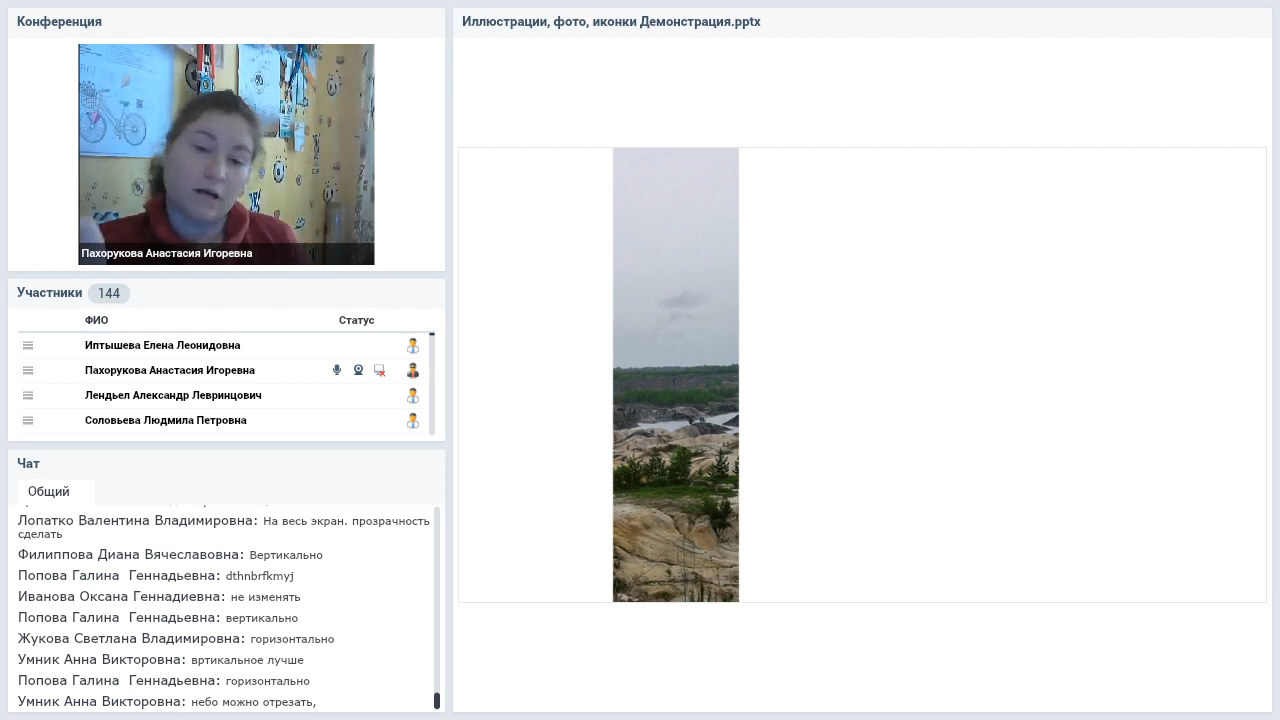 Конференция
Пахорукова Анастасия Игоревна
Участники 144
ФИО Статус
Иптышева Елена Леонидовна
Пахорукова Анастасия Игоревна
Лендьел Александр Левринцович
Соловьева Людмила Петровна
Чат
Общий
Лопатко Валентина Владимировна: На весь экран. прозрачность
сделать
Филиппова Диана Вячеславовна: Вертикально
Попова Галина Геннадьевна: dthnbrfkmyj
Иванова Оксана Геннадиевна: не изменять
Попова Галина Геннадьевна: вертикально
Жукова Светлана Владимировна: горизонтально
Умник Анна Викторовна: вртикальное лучше
Попова Галина Геннадьевна: горизонтально
Умник Анна Викторовна: небо можно отрезать,
Иллюстрации, фото, иконки Демонстрация.pptx